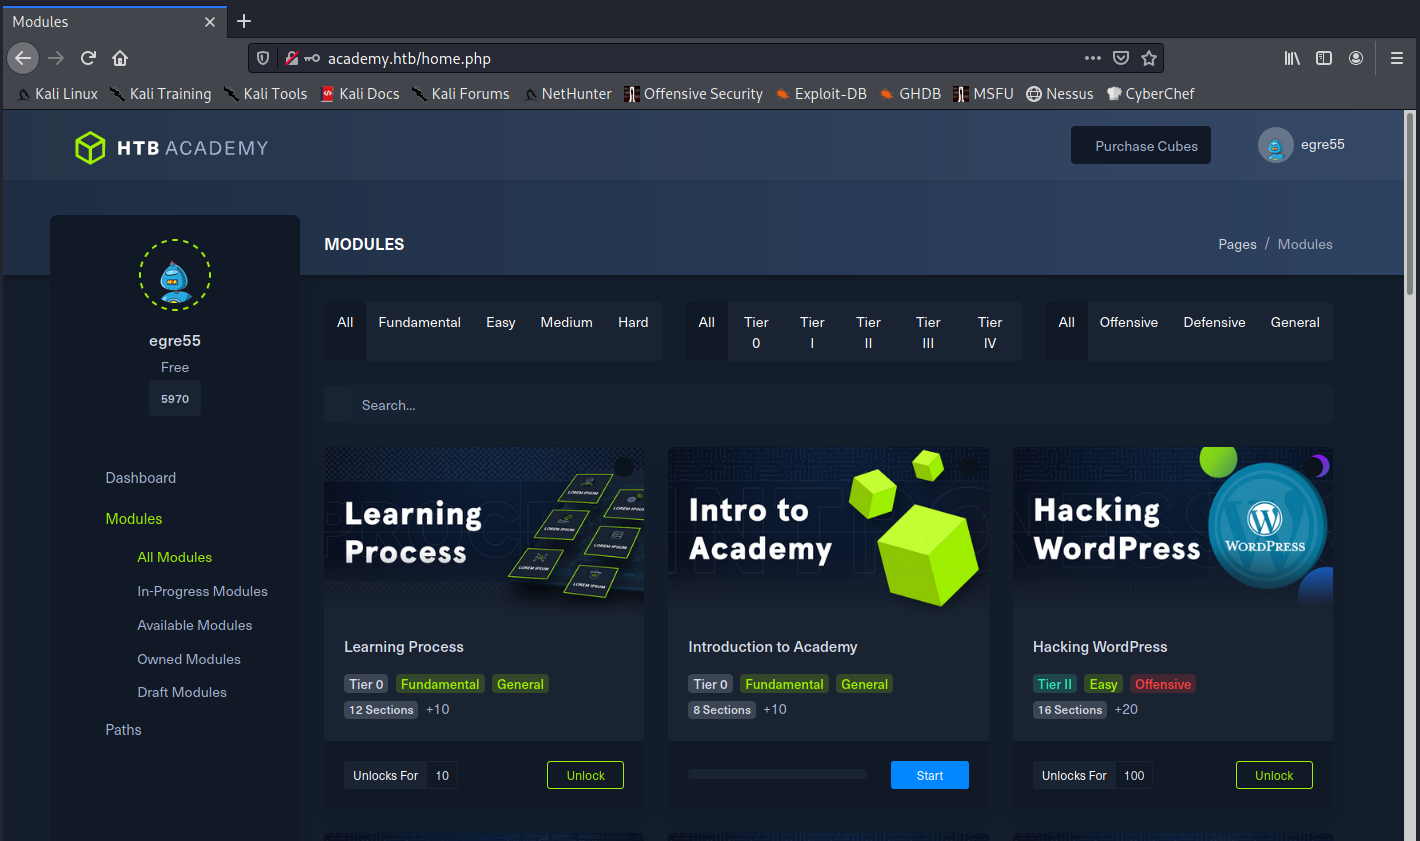 Modules
academy.htb/home.php
Kali Linux Kali Training Kali Tools Kali Docs Kali Forums NetHunter Offensive Security Exploit-DB GHDB MSFU Nessus CyberChef
HTB ACADEMY
Purchase Cubes
egre55
MODULES
Pages / Modules
egre55
Free
5970
Dashboard
Modules
All Modules
In-Progress Modules
Available Modules
Owned Modules
Draft Modules
Paths
All Fundamental Easy Medium Hard
All Tier 0 Tier I Tier II Tier III Tier IV
All Offensive Defensive General
Search...
Learning
Process
LOREM IPSUM
LOREM IPSUM
LOREM IPSUM
LOREM IPSUM
LOREM IPSUM
LOREM IPSUM
Learning Process
Tier 0 Fundamental General
12 Sections +10
Unlocks For 10 Unlock
Intro to
Academy
Introduction to Academy
Tier 0 Fundamental General
8 Sections +10
Start
Hacking
WordPress
W
WORDPRESS
Hacking WordPress
Tier II Easy Offensive
16 Sections +20
Unlocks For 100 Unlock